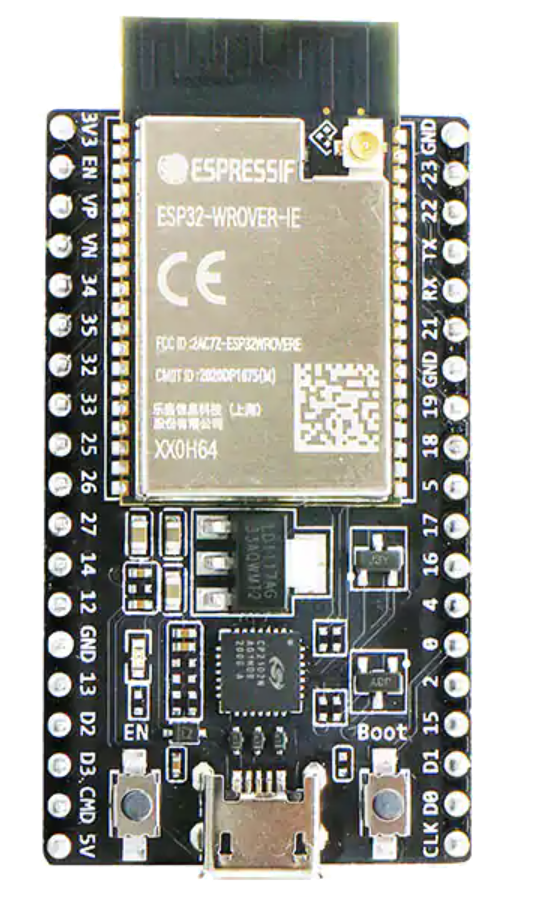 3V3
EN
VP
VN
34
35
32
33
25
26
27
14
12
GND
13
D2
D3
CMD
5V
ESPRESSIF
ESP32-WROVER-IE
CE
FCC ID:2AC7Z-ESP32WROVERE
CMIIT ID:2020DP1675(M)
乐鑫信息科技（上海）
股份有限公司
XX0H64
GND
23
22
TX
RX
21
GND
19
18
5
17
16
4
0
2
15
D1
D0
CLK
LD1117AG
J3Y
CP2102N
EN
Boot